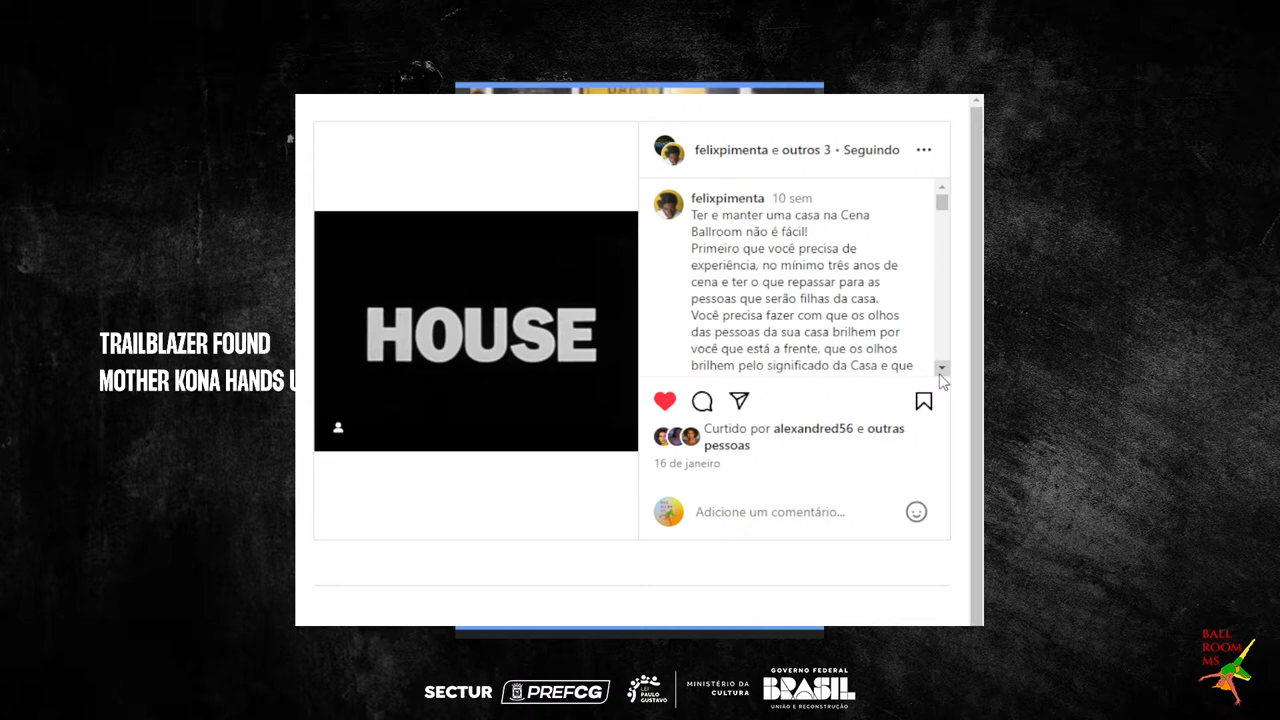 felixpimenta e outros 3 • Seguindo
felixpimenta 10 sem
Ter e manter uma casa na Cena
Ballroom não é fácil!
Primeiro que você precisa de
experiência, no mínimo três anos de
cena e ter o que repassar para as
pessoas que serão filhas da casa.
Você precisa fazer com que os olhos
das pessoas da sua casa brilhem por
você que está a frente, que os olhos
brilhem pelo significado da Casa e que
HOUSE
TRAILBLAZER FOUND
MOTHER KONA HANDS U
Curtido por alexandred56 e outras
pessoas
16 de janeiro
Adicione um comentário...
BALL
ROOM
MS
SECTUR
PREFCG
LEI
PAULO
GUSTAVO
MINISTÉRIO DA
CULTURA
GOVERNO FEDERAL
BRASIL
UNIÃO E RECONSTRUÇÃO